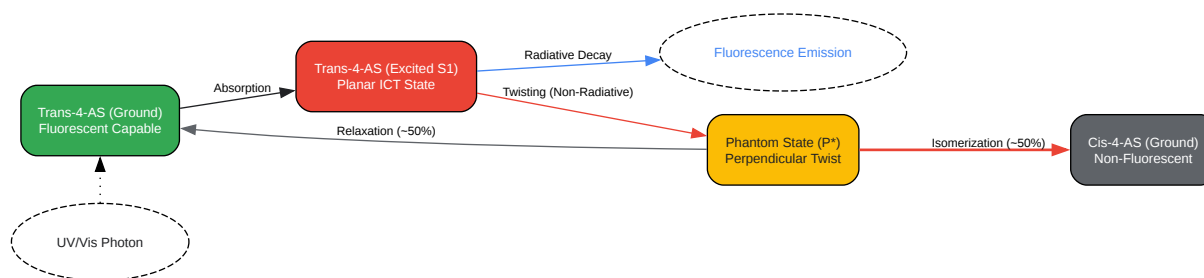 Trans-4-AS (Ground)
Fluorescent Capable
Absorption
Trans-4-AS (Excited S1)
Planar ICT State
Radiative Decay
Fluorescence Emission
Twisting (Non-Radiative)
Relaxation (~50%)
Phantom State (P*)
Perpendicular Twist
Isomerization (~50%)
Cis-4-AS (Ground)
Non-Fluorescent
UV/Vis Photon